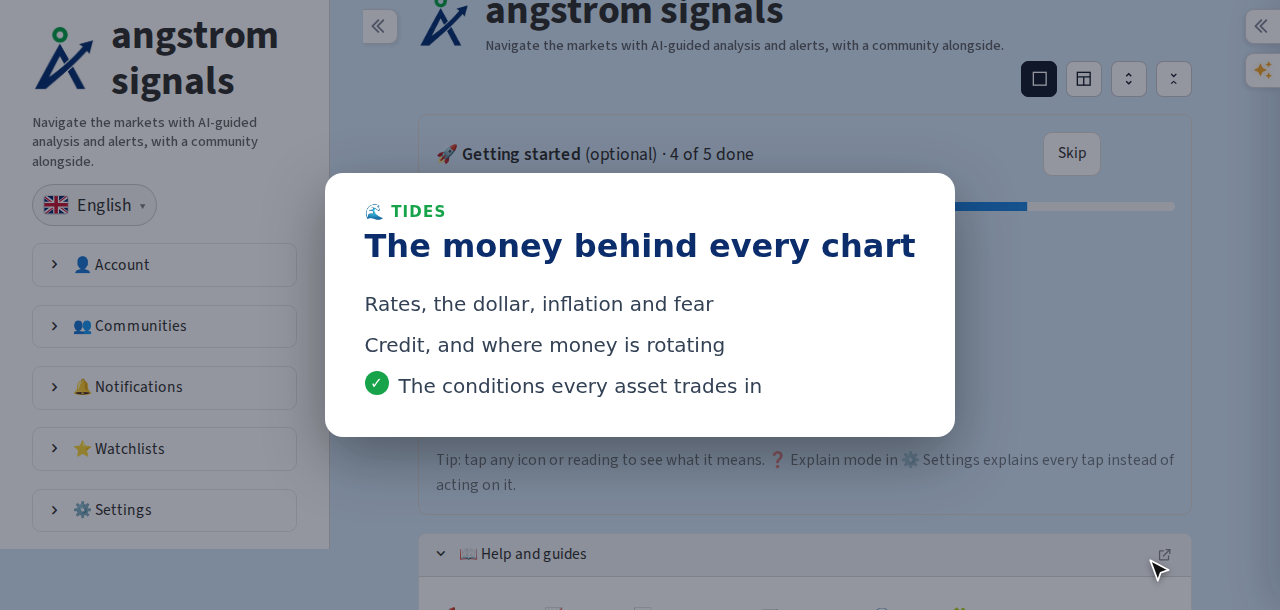 angstrom
signals
Navigate the markets with AI-guided
analysis and alerts, with a community
alongside.
English
Account
Communities
Notifications
Watchlists
Settings
angstrom signals
Navigate the markets with AI-guided analysis and alerts, with a community alongside.
Getting started (optional) · 4 of 5 done
Skip
TIDES
The money behind every chart
Rates, the dollar, inflation and fear
Credit, and where money is rotating
The conditions every asset trades in
Tip: tap any icon or reading to see what it means. ❓ Explain mode in ⚙️ Settings explains every tap instead of
acting on it.
Help and guides